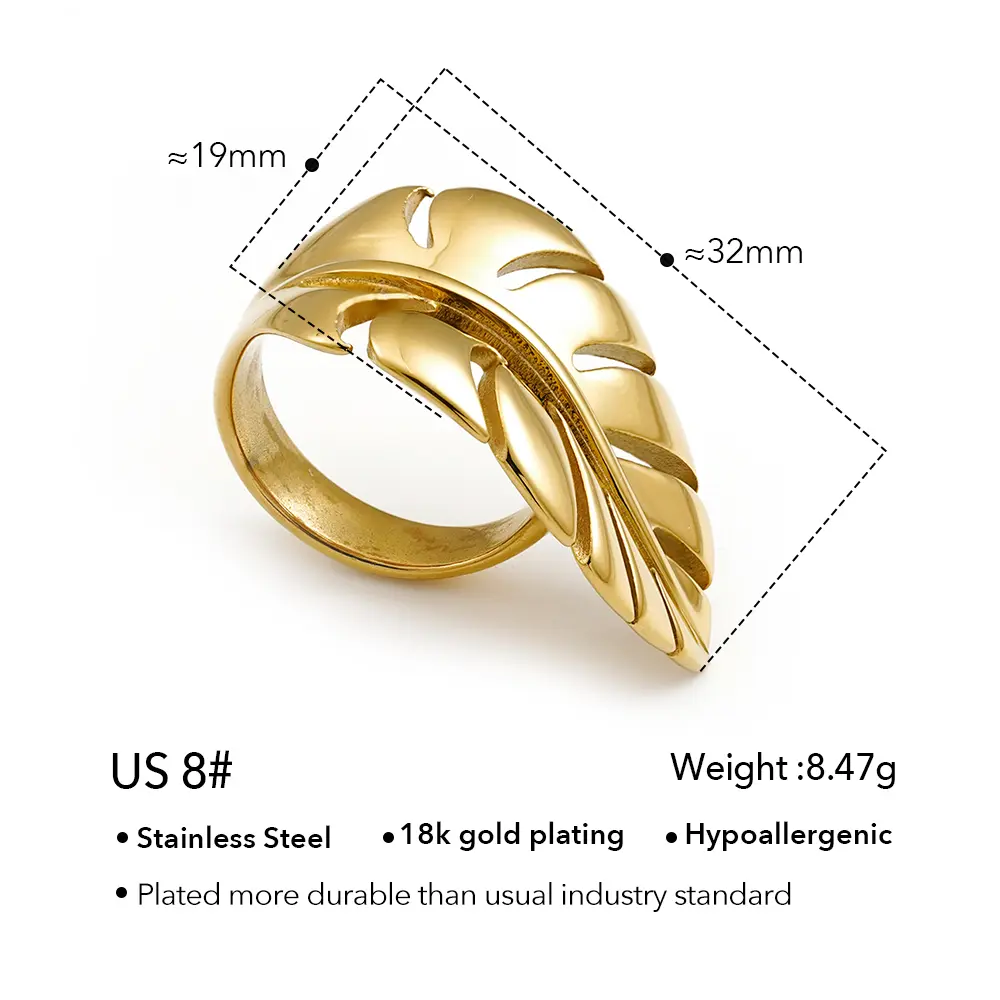 ≈19mm
≈32mm
US 8#
Weight :8.47g
• Stainless Steel
• 18k gold plating
• Hypoallergenic
• Plated more durable than usual industry standard